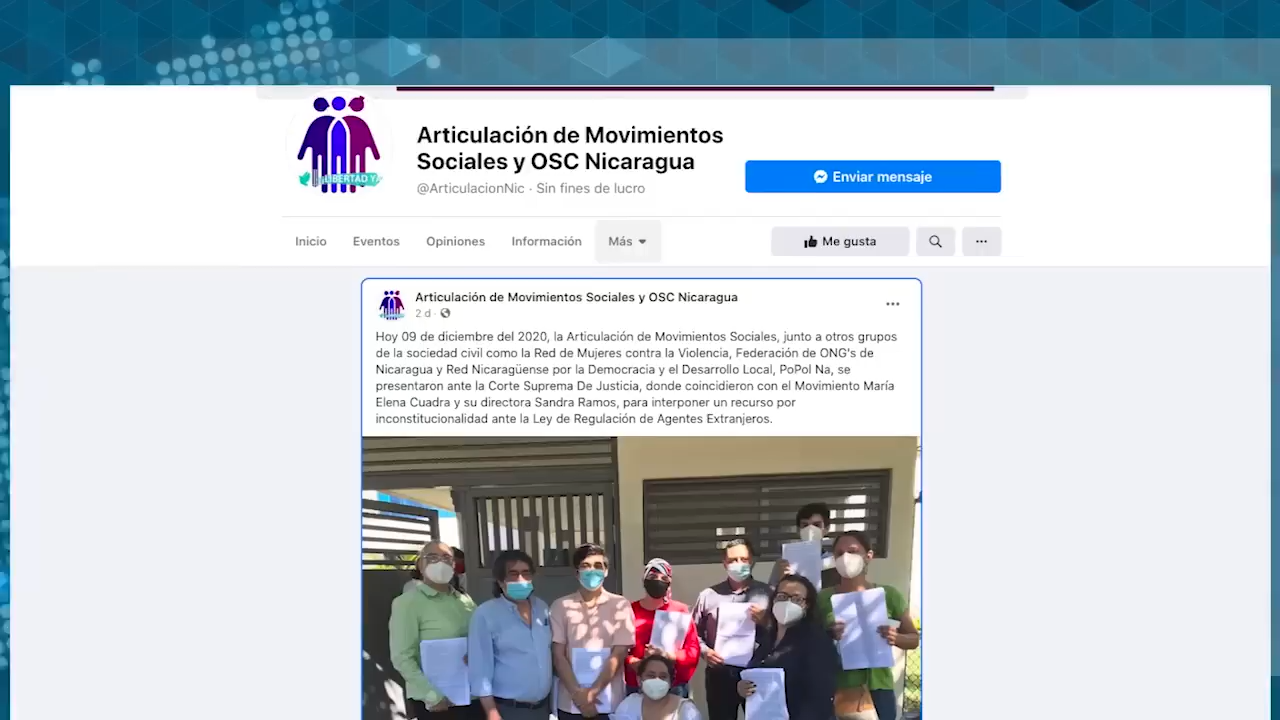 LIBERTAD YA
Articulación de Movimientos
Sociales y OSC Nicaragua
@ArticulacionNic · Sin fines de lucro
Enviar mensaje
Inicio
Eventos
Opiniones
Información
Más
Me gusta
Articulación de Movimientos Sociales y OSC Nicaragua
2 d ·
Hoy 09 de diciembre del 2020, la Articulación de Movimientos Sociales, junto a otros grupos
de la sociedad civil como la Red de Mujeres contra la Violencia, Federación de ONG's de
Nicaragua y Red Nicaragüense por la Democracia y el Desarrollo Local, PoPol Na, se
presentaron ante la Corte Suprema De Justicia, donde coincidieron con el Movimiento María
Elena Cuadra y su directora Sandra Ramos, para interponer un recurso por
inconstitucionalidad ante la Ley de Regulación de Agentes Extranjeros.